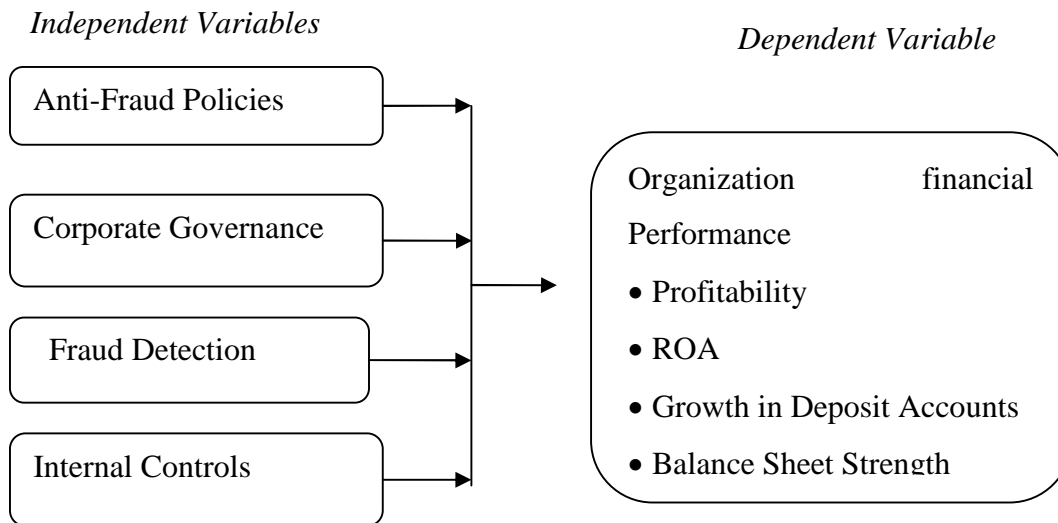 Independent Variables
Dependent Variable
Anti-Fraud Policies
Corporate Governance
Fraud Detection
Internal Controls
Organization financial
Performance
• Profitability
• ROA
• Growth in Deposit Accounts
• Balance Sheet Strength